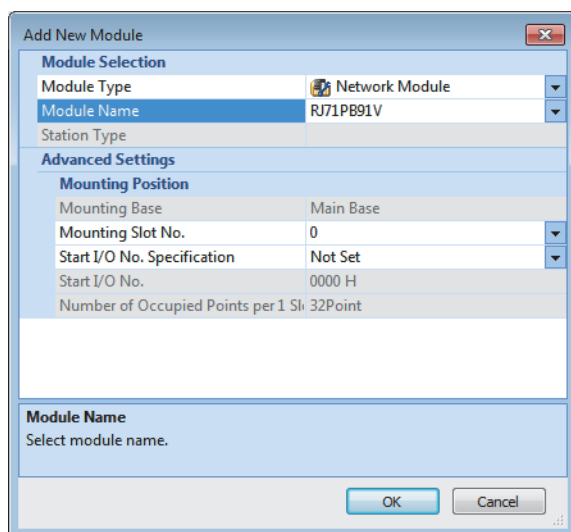 Add New Module
Module Selection
Module Type Network Module
Module Name RJ71PB91V
Station Type
Advanced Settings
Mounting Position
Mounting Base Main Base
Mounting Slot No. 0
Start I/O No. Specification Not Set
Start I/O No. 0000 H
Number of Occupied Points per 1 Sl 32Point
Module Name
Select module name.
OK Cancel